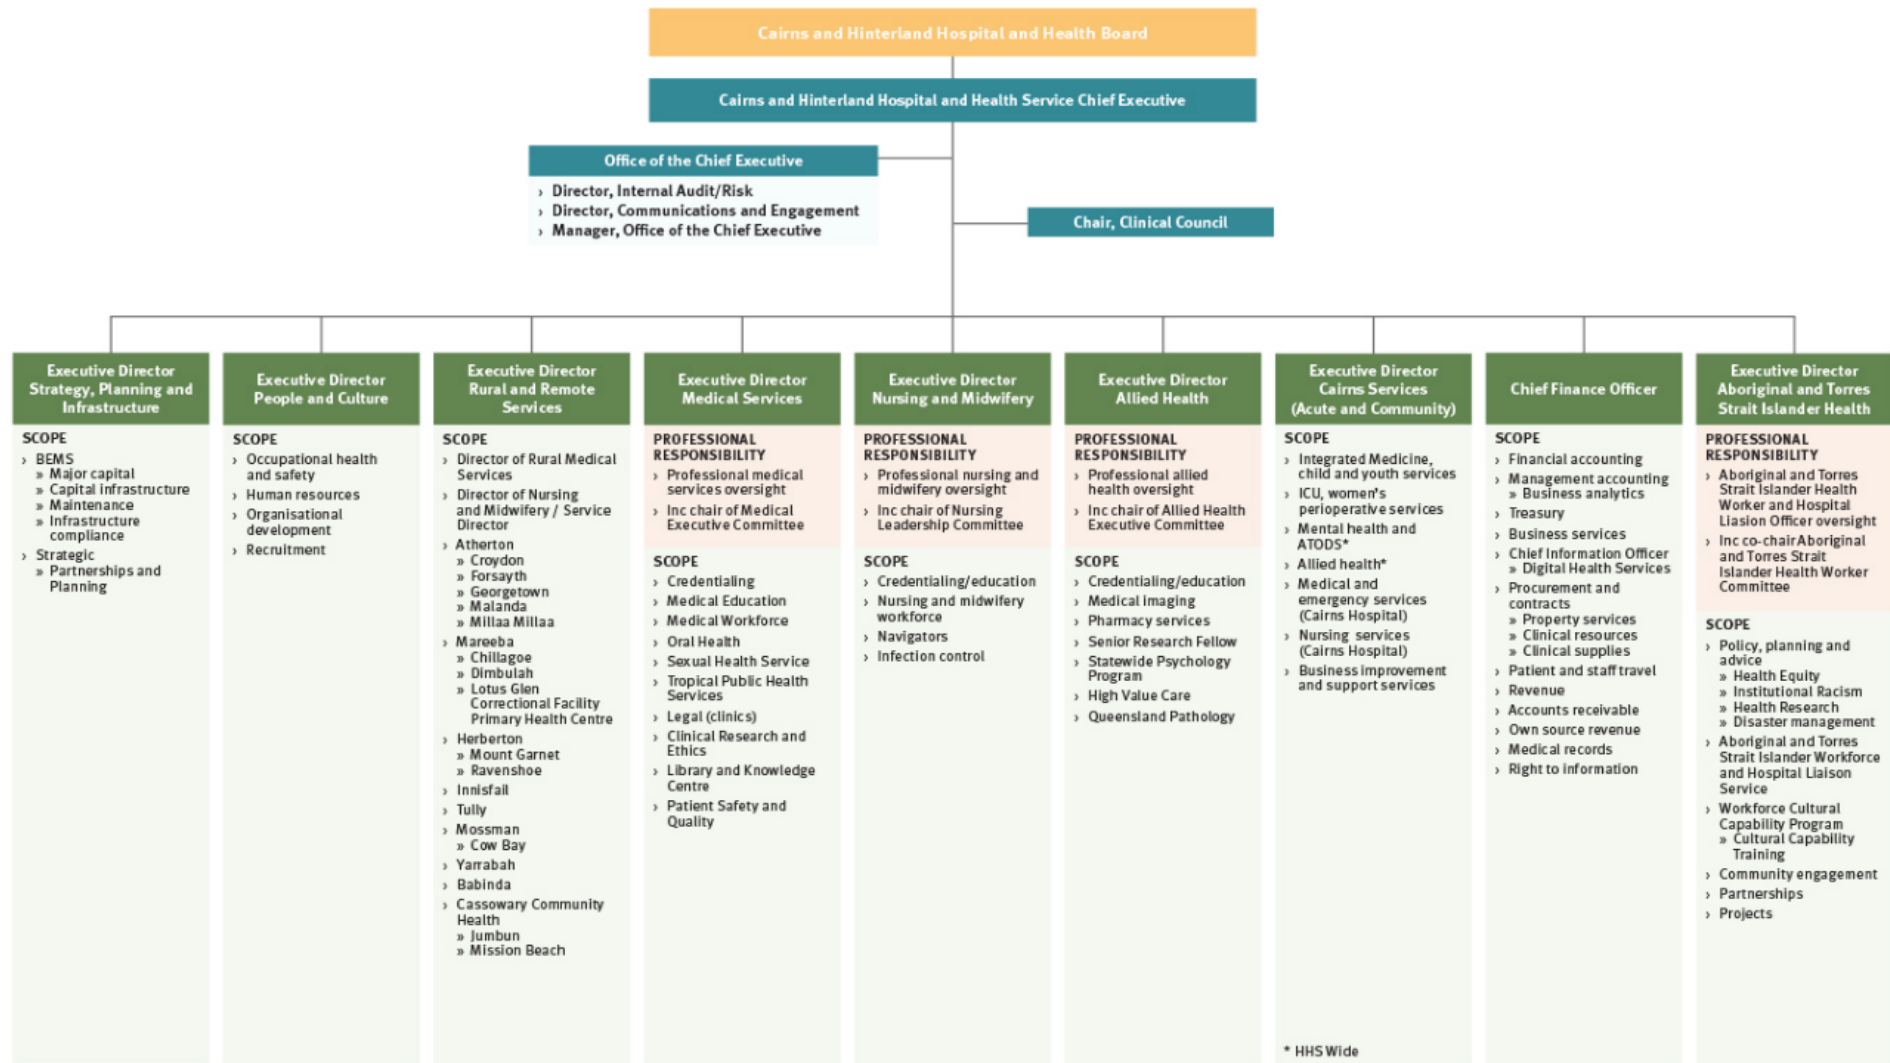 Cairns and Hinterland Hospital and Health Board
Cairns and Hinterland Hospital and Health Service Chief Executive
Office of the Chief Executive
› Director, Internal Audit/Risk
› Director, Communications and Engagement
› Manager, Office of the Chief Executive
Chair, Clinical Council
Executive Director
Strategy, Planning and
Infrastructure
SCOPE
› BEMS
» Major capital
» Capital infrastructure
» Maintenance
» Infrastructure
compliance
› Strategic
» Partnerships and
Planning
Executive Director
People and Culture
SCOPE
› Occupational health
and safety
› Human resources
› Organisational
development
› Recruitment
Executive Director
Rural and Remote
Services
SCOPE
› Director of Rural Medical
Services
› Director of Nursing
and Midwifery / Service
Director
› Atherton
» Croydon
» Forsayth
» Georgetown
» Malanda
» Millaa Millaa
› Mareeba
» Chillagoe
» Dimbulah
» Lotus Glen
Correctional Facility
Primary Health Centre
› Herberton
» Mount Garnet
» Ravenshoe
› Innisfail
› Tully
› Mossman
» Cow Bay
› Yarrabah
› Babinda
› Cassowary Community
Health
» Jumbun
» Mission Beach
Executive Director
Medical Services
PROFESSIONAL
RESPONSIBILITY
› Professional medical
services oversight
› Inc chair of Medical
Executive Committee
SCOPE
› Credentialing
› Medical Education
› Medical Workforce
› Oral Health
› Sexual Health Service
› Tropical Public Health
Services
› Legal (clinics)
› Clinical Research and
Ethics
› Library and Knowledge
Centre
› Patient Safety and
Quality
Executive Director
Nursing and Midwifery
PROFESSIONAL
RESPONSIBILITY
› Professional nursing and
midwifery oversight
› Inc chair of Nursing
Leadership Committee
SCOPE
› Credentialing/education
› Nursing and midwifery
workforce
› Navigators
› Infection control
Executive Director
Allied Health
PROFESSIONAL
RESPONSIBILITY
› Professional allied
health oversight
› Inc chair of Allied Health
Executive Committee
SCOPE
› Credentialing/education
› Medical imaging
› Pharmacy services
› Senior Research Fellow
› Statewide Psychology
Program
› High Value Care
› Queensland Pathology
Executive Director
Cairns Services
(Acute and Community)
SCOPE
› Integrated Medicine,
child and youth services
› ICU, women's
perioperative services
› Mental health and
ATODS*
› Allied health*
› Medical and
emergency services
(Cairns Hospital)
› Nursing services
(Cairns Hospital)
› Business improvement
and support services
* HHS Wide
Chief Finance Officer
SCOPE
› Financial accounting
› Management accounting
» Business analytics
› Treasury
› Business services
› Chief Information Officer
» Digital Health Services
› Procurement and
contracts
» Property services
» Clinical resources
» Clinical supplies
› Patient and staff travel
› Revenue
› Accounts receivable
› Own source revenue
› Medical records
› Right to information
Executive Director
Aboriginal and Torres
Strait Islander Health
PROFESSIONAL
RESPONSIBILITY
› Aboriginal and Torres
Strait Islander Health
Worker and Hospital
Liasion Officer oversight
› Inc co-chair Aboriginal
and Torres Strait
Islander Health Worker
Committee
SCOPE
› Policy, planning and
advice
» Health Equity
» Institutional Racism
» Health Research
» Disaster management
› Aboriginal and Torres
Strait Islander Workforce
and Hospital Liaison
Service
› Workforce Cultural
Capability Program
» Cultural Capability
Training
› Community engagement
› Partnerships
› Projects